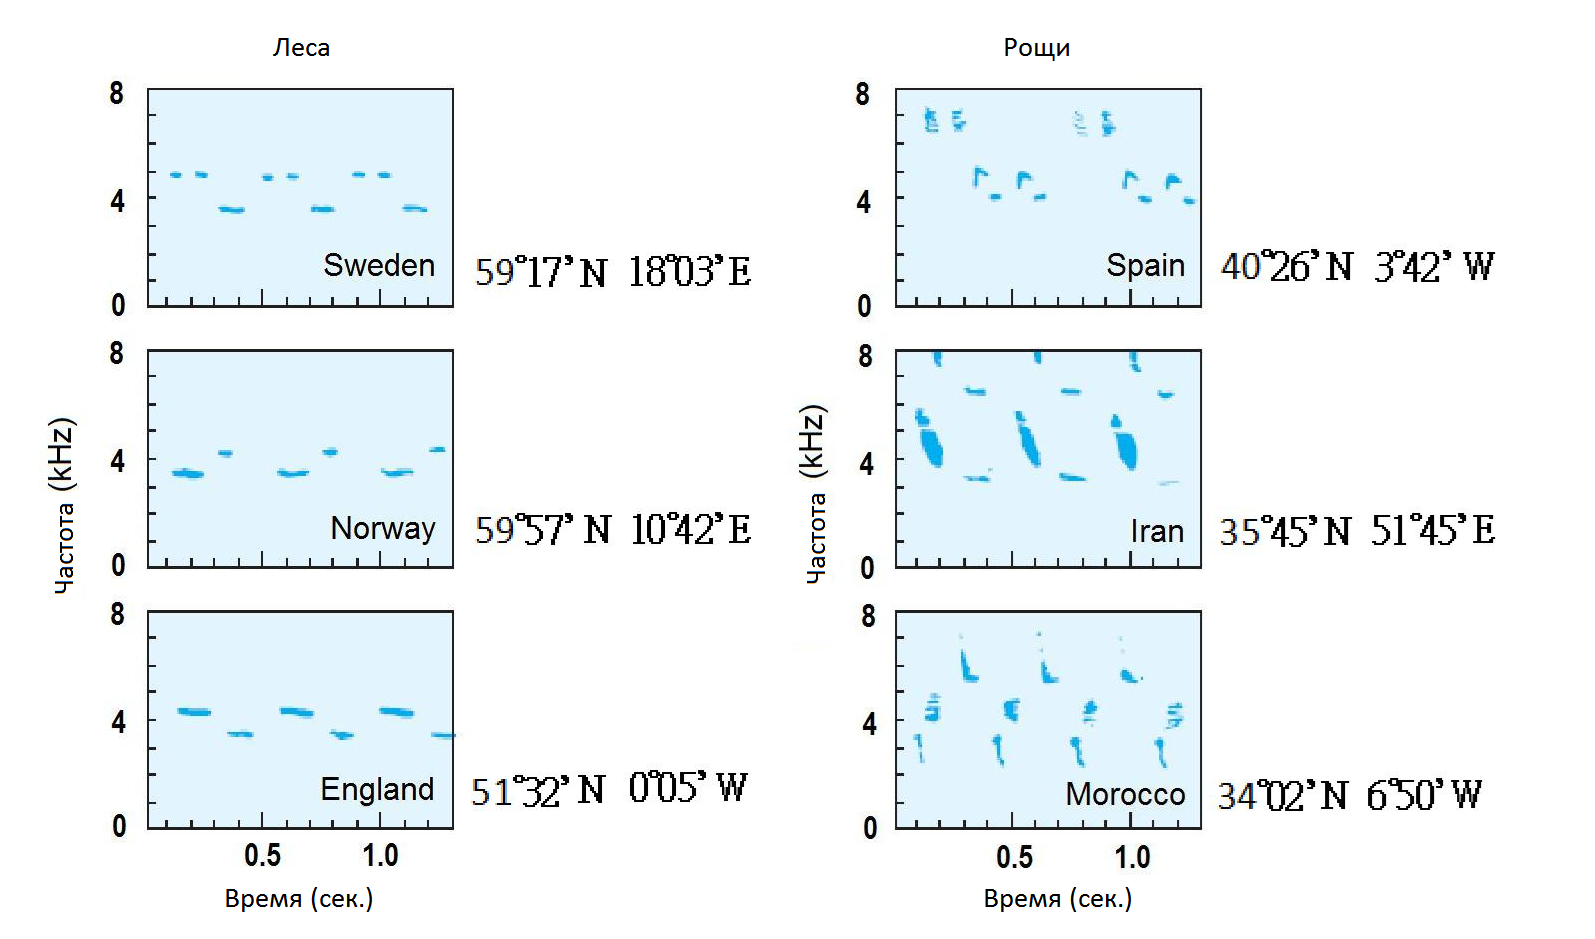 Леса
8
4
0
Sweden
59°17' N 18°03' E
8
4
0
Norway
59°57' N 10°42' E
8
4
0
England
51°32' N 0°05' W
0.5 1.0
Время (сек.)
Частота (kHz)
Рощи
8
4
0
Spain
40°26' N 3°42' W
8
4
0
Iran
35°45' N 51°45' E
8
4
0
Morocco
34°02' N 6°50' W
0.5 1.0
Время (сек.)
Частота (kHz)